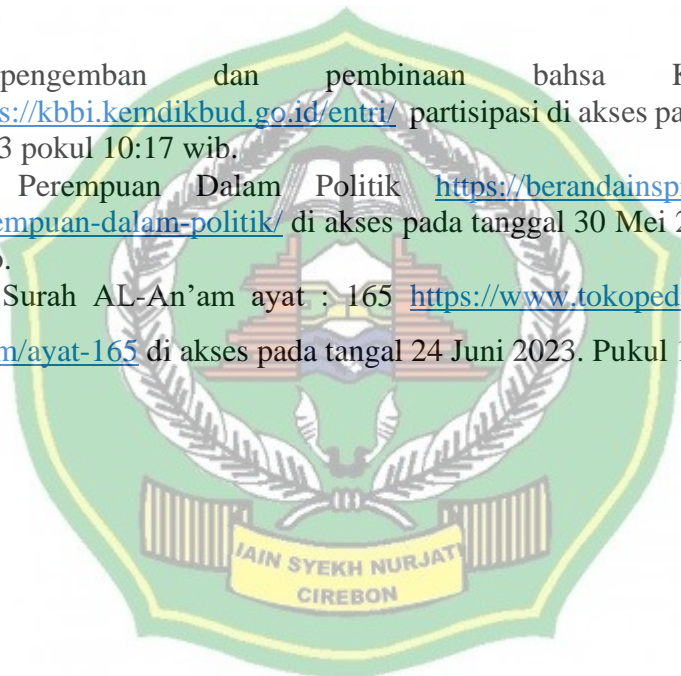 pengemban dan pembinaan bahsa K
s://kbbi.kemdikbud.go.id/entri/ partisipasi di akses pa
3 pokul 10:17 wib.
Perempuan Dalam Politik https://berandainsp
empuan-dalam-politik/ di akses pada tanggal 30 Mei 2
.
Surah AL-An’am ayat : 165 https://www.tokoped
m/ayat-165 di akses pada tangal 24 Juni 2023. Pukul 1
IAIN SYEKH NURJATI
CIREBON